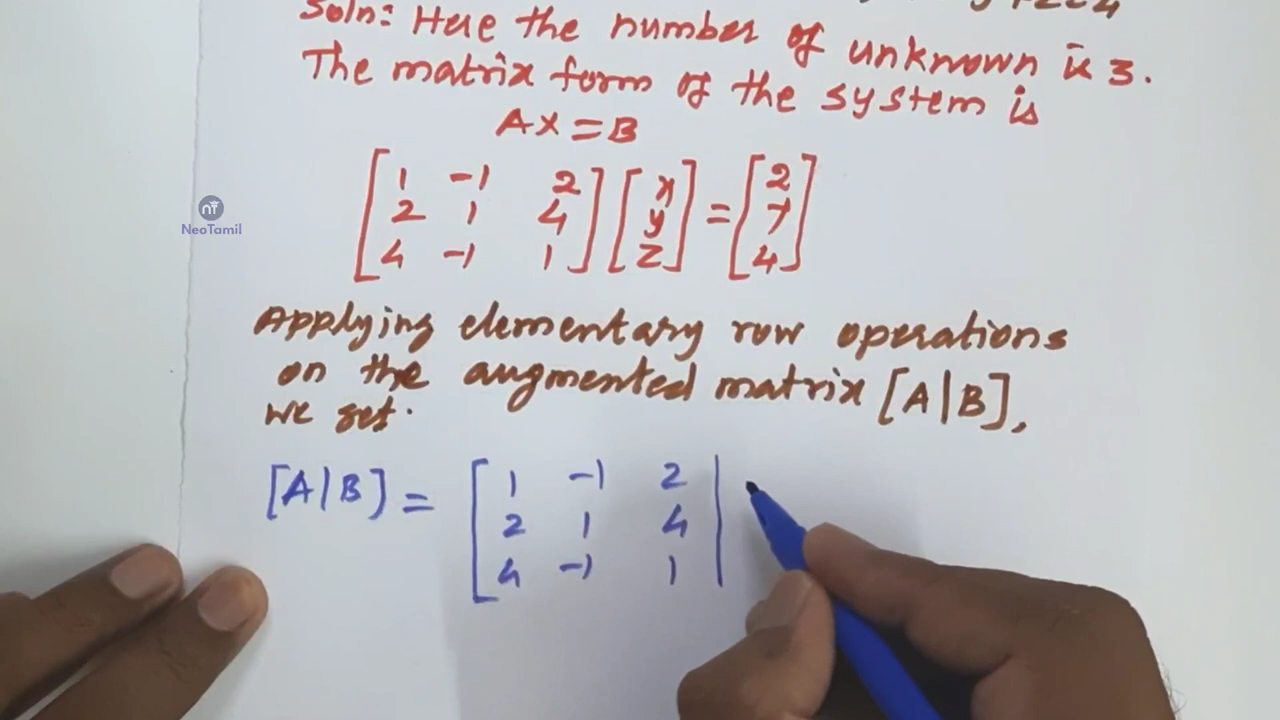 Soln: Here the number of unknown is 3.
The matrix form of the system is
AX = B
[1 -1 2] [x] = [2]
[2 1 4] [y] [7]
[4 -1 1] [z] [4]
NeoTamil
Applying elementary row operations
on the augmented matrix [A|B],
we get.
[A|B] = [1 -1 2 |
2 1 4
4 -1 1